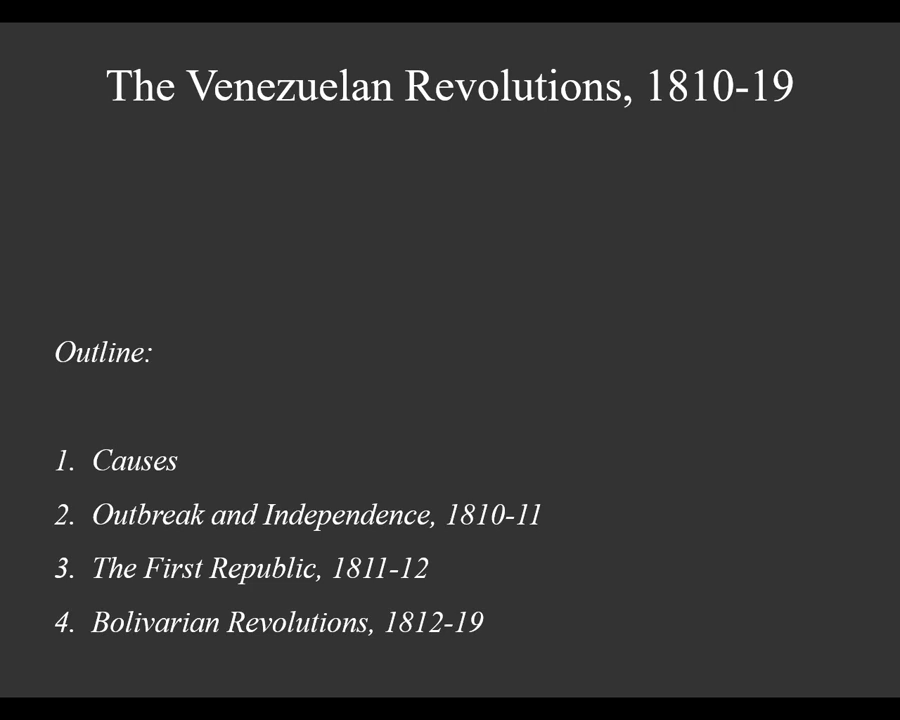 The Venezuelan Revolutions, 1810-19
Outline:
1. Causes
2. Outbreak and Independence, 1810-11
3. The First Republic, 1811-12
4. Bolivarian Revolutions, 1812-19